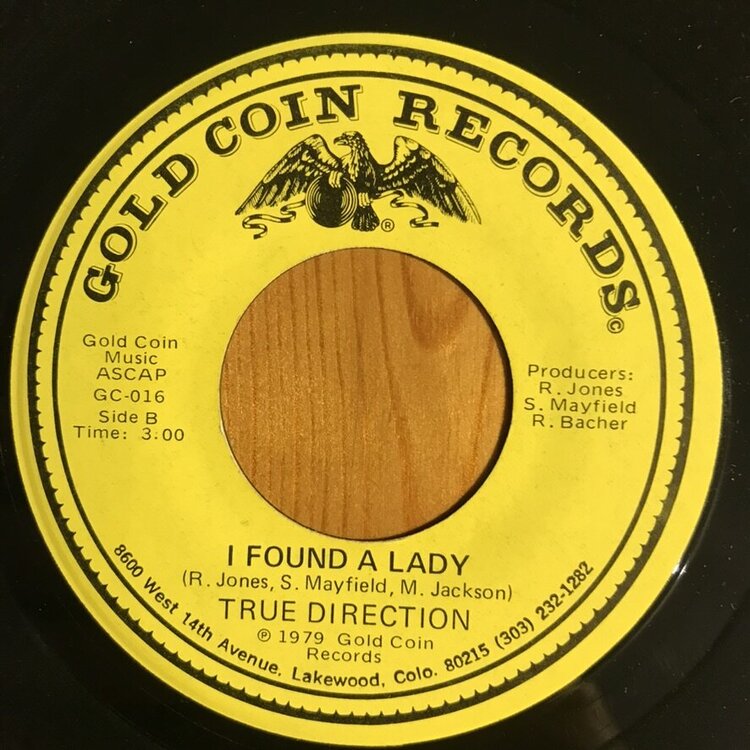 GOLD COIN RECORDS©
®
Gold Coin
Music
ASCAP
GC-016
Side B
Time: 3:00
Producers:
R. Jones
S. Mayfield
R. Bacher
I FOUND A LADY
(R. Jones, S. Mayfield, M. Jackson)
TRUE DIRECTION
℗ 1979 Gold Coin
Records
8600 West 14th Avenue, Lakewood, Colo. 80215 (303) 232-1282